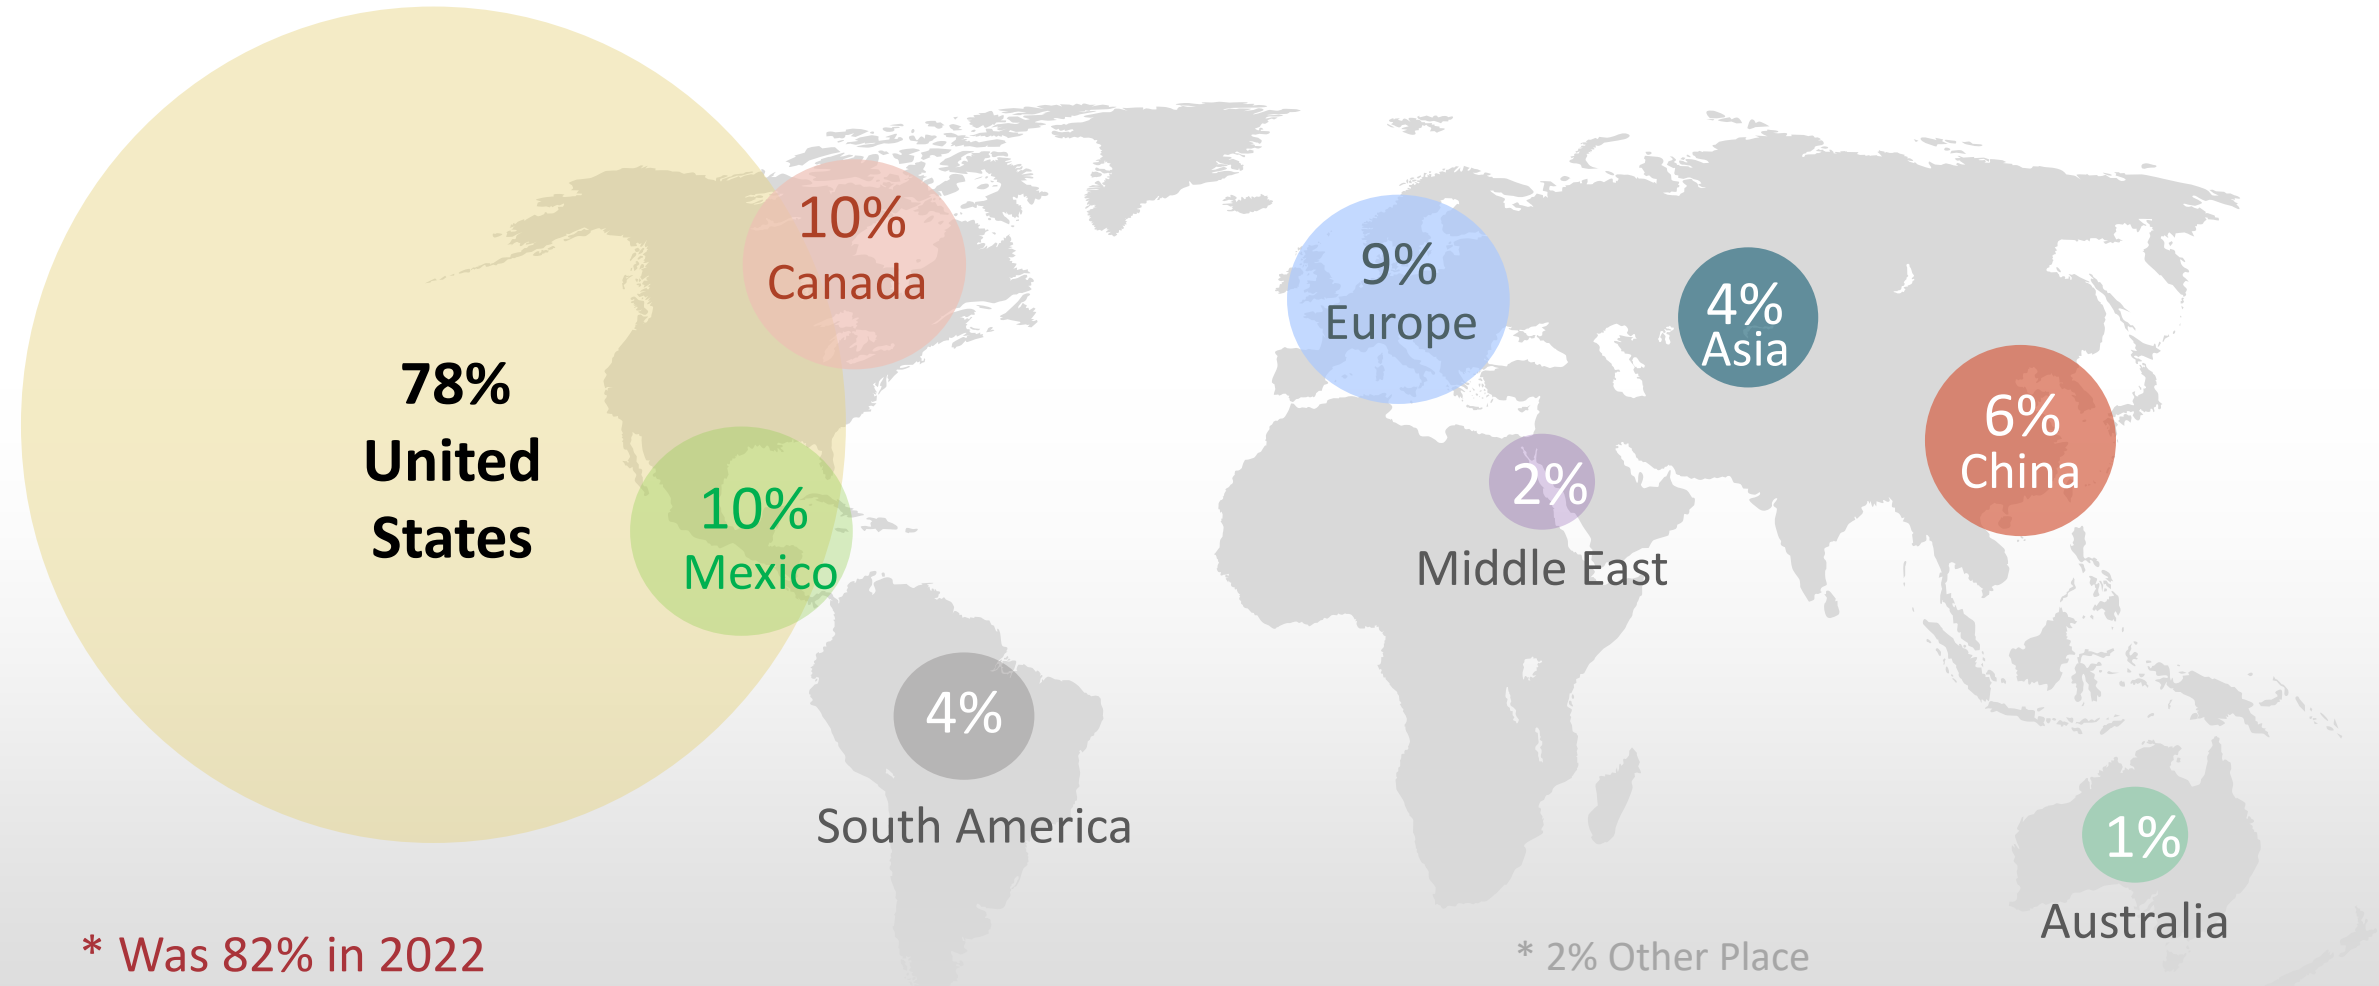 78%
United
States
10%
Canada
10%
Mexico
4%
South America
9%
Europe
2%
Middle East
4%
Asia
6%
China
1%
Australia
* Was 82% in 2022
* 2% Other Place